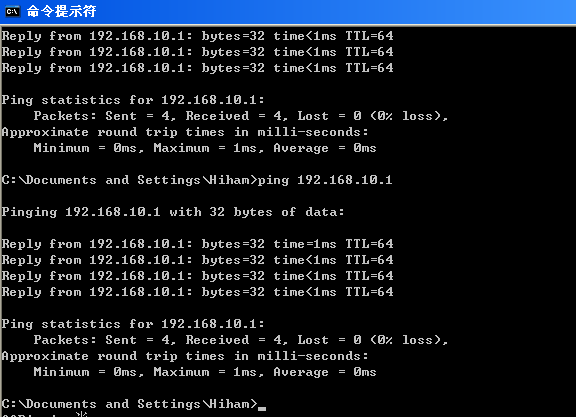 命令提示符
Reply from 192.168.10.1: bytes=32 time<1ms TTL=64
Reply from 192.168.10.1: bytes=32 time<1ms TTL=64
Reply from 192.168.10.1: bytes=32 time<1ms TTL=64
Ping statistics for 192.168.10.1:
Packets: Sent = 4, Received = 4, Lost = 0 (0% loss),
Approximate round trip times in milli-seconds:
Minimum = 0ms, Maximum = 1ms, Average = 0ms
C:\Documents and Settings\Hiham>ping 192.168.10.1
Pinging 192.168.10.1 with 32 bytes of data:
Reply from 192.168.10.1: bytes=32 time=1ms TTL=64
Reply from 192.168.10.1: bytes=32 time<1ms TTL=64
Reply from 192.168.10.1: bytes=32 time<1ms TTL=64
Reply from 192.168.10.1: bytes=32 time<1ms TTL=64
Ping statistics for 192.168.10.1:
Packets: Sent = 4, Received = 4, Lost = 0 (0% loss),
Approximate round trip times in milli-seconds:
Minimum = 0ms, Maximum = 1ms, Average = 0ms
C:\Documents and Settings\Hiham>